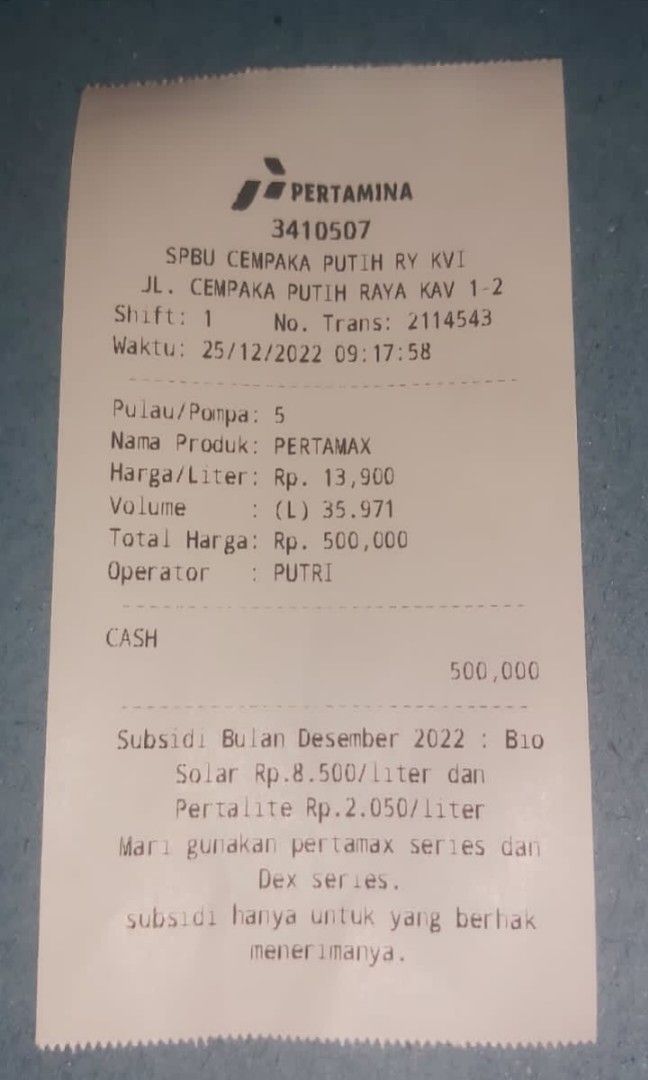 PERTAMINA
3410507
SPBU CEMPAKA PUTIH RY KVI
JL. CEMPAKA PUTIH RAYA KAV 1-2
Shift: 1 No. Trans: 2114543
Waktu: 25/12/2022 09:17:58
Pulau/Pompa: 5
Nama Produk: PERTAMAX
Harga/Liter: Rp. 13,900
Volume : (L) 35.971
Total Harga: Rp. 500,000
Operator : PUTRI
CASH
500,000
Subsidi Bulan Desember 2022 : Bio
Solar Rp.8.500/liter dan
Pertalite Rp.2.050/liter
Mari gunakan pertamax series dan
Dex series.
subsidi hanya untuk yang berhak
menerimanya.